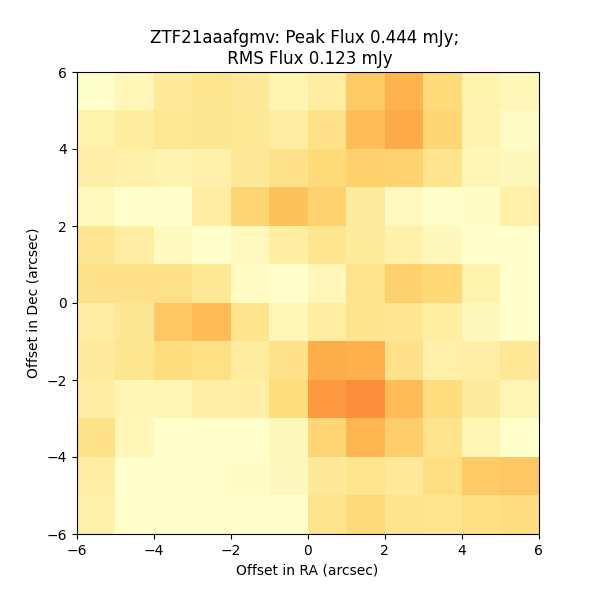 ZTF21aaafgmv: Peak Flux 0.444 mJy;
RMS Flux 0.123 mJy
6
4
2
0
−2
−4
−6
Offset in Dec (arcsec)
−6 −4 −2 0 2 4 6
Offset in RA (arcsec)